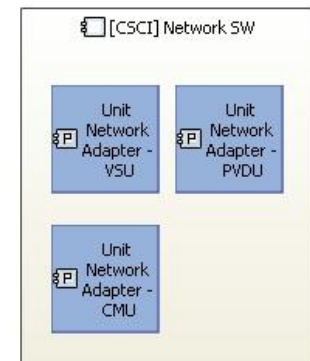 [CSCI] Network SW
P
Unit
Network
Adapter -
VSU
P
Unit
Network
Adapter -
PVDU
P
Unit
Network
Adapter -
CMU